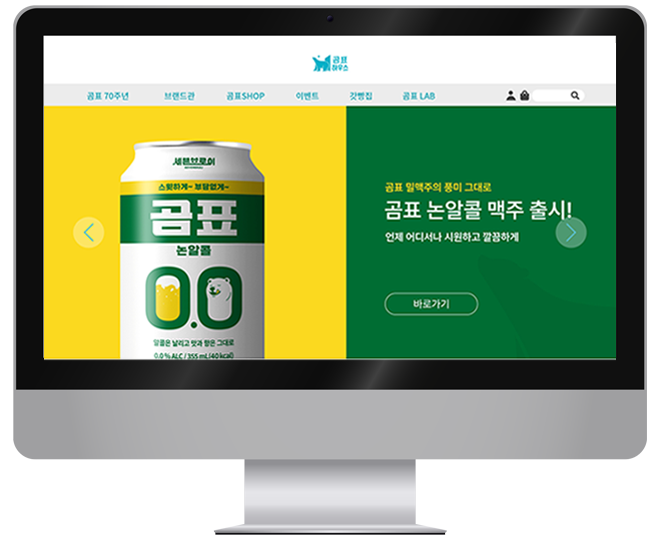 곰표
하우스
곰표 70주년 브랜드관 곰표SHOP 이벤트 갓빵집 곰표 LAB
세븐브로이
스윗하게~ 부담없게~
곰표
논알콜
0.0
알콜은 날리고 맛과 향은 그대로
0.0% ALC / 355 mL(40 kcal)
곰표 밀맥주의 풍미 그대로
곰표 논알콜 맥주 출시!
언제 어디서나 시원하고 깔끔하게
바로가기